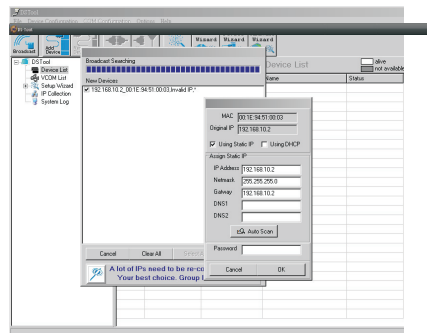 DSTool
File Device Configuration COM Configuration Options Help
DS Tool
Wizard Wizard Wizard
Broadcast Add Device
DSTool
Device List
VCOM List
Setup Wizard
IP Collection
System Log
Broadcast Searching
New Devices
192.168.10.2_00:1E:94:51:00:03.Invalid IP.*
Cancel Clear All
A lot of IPs need to be re-co
Your best choice. Group I
Device List
alive
not available
Name Status
MAC 00:1E:94:51:00:03
Original IP 192.168.10.2
Using Static IP Using DHCP
Assign Static IP
IP Address 192.168.10.2
Netmask 255.255.255.0
Gatway 192.168.10.2
DNS1
DNS2
Auto Scan
Password
Cancel OK